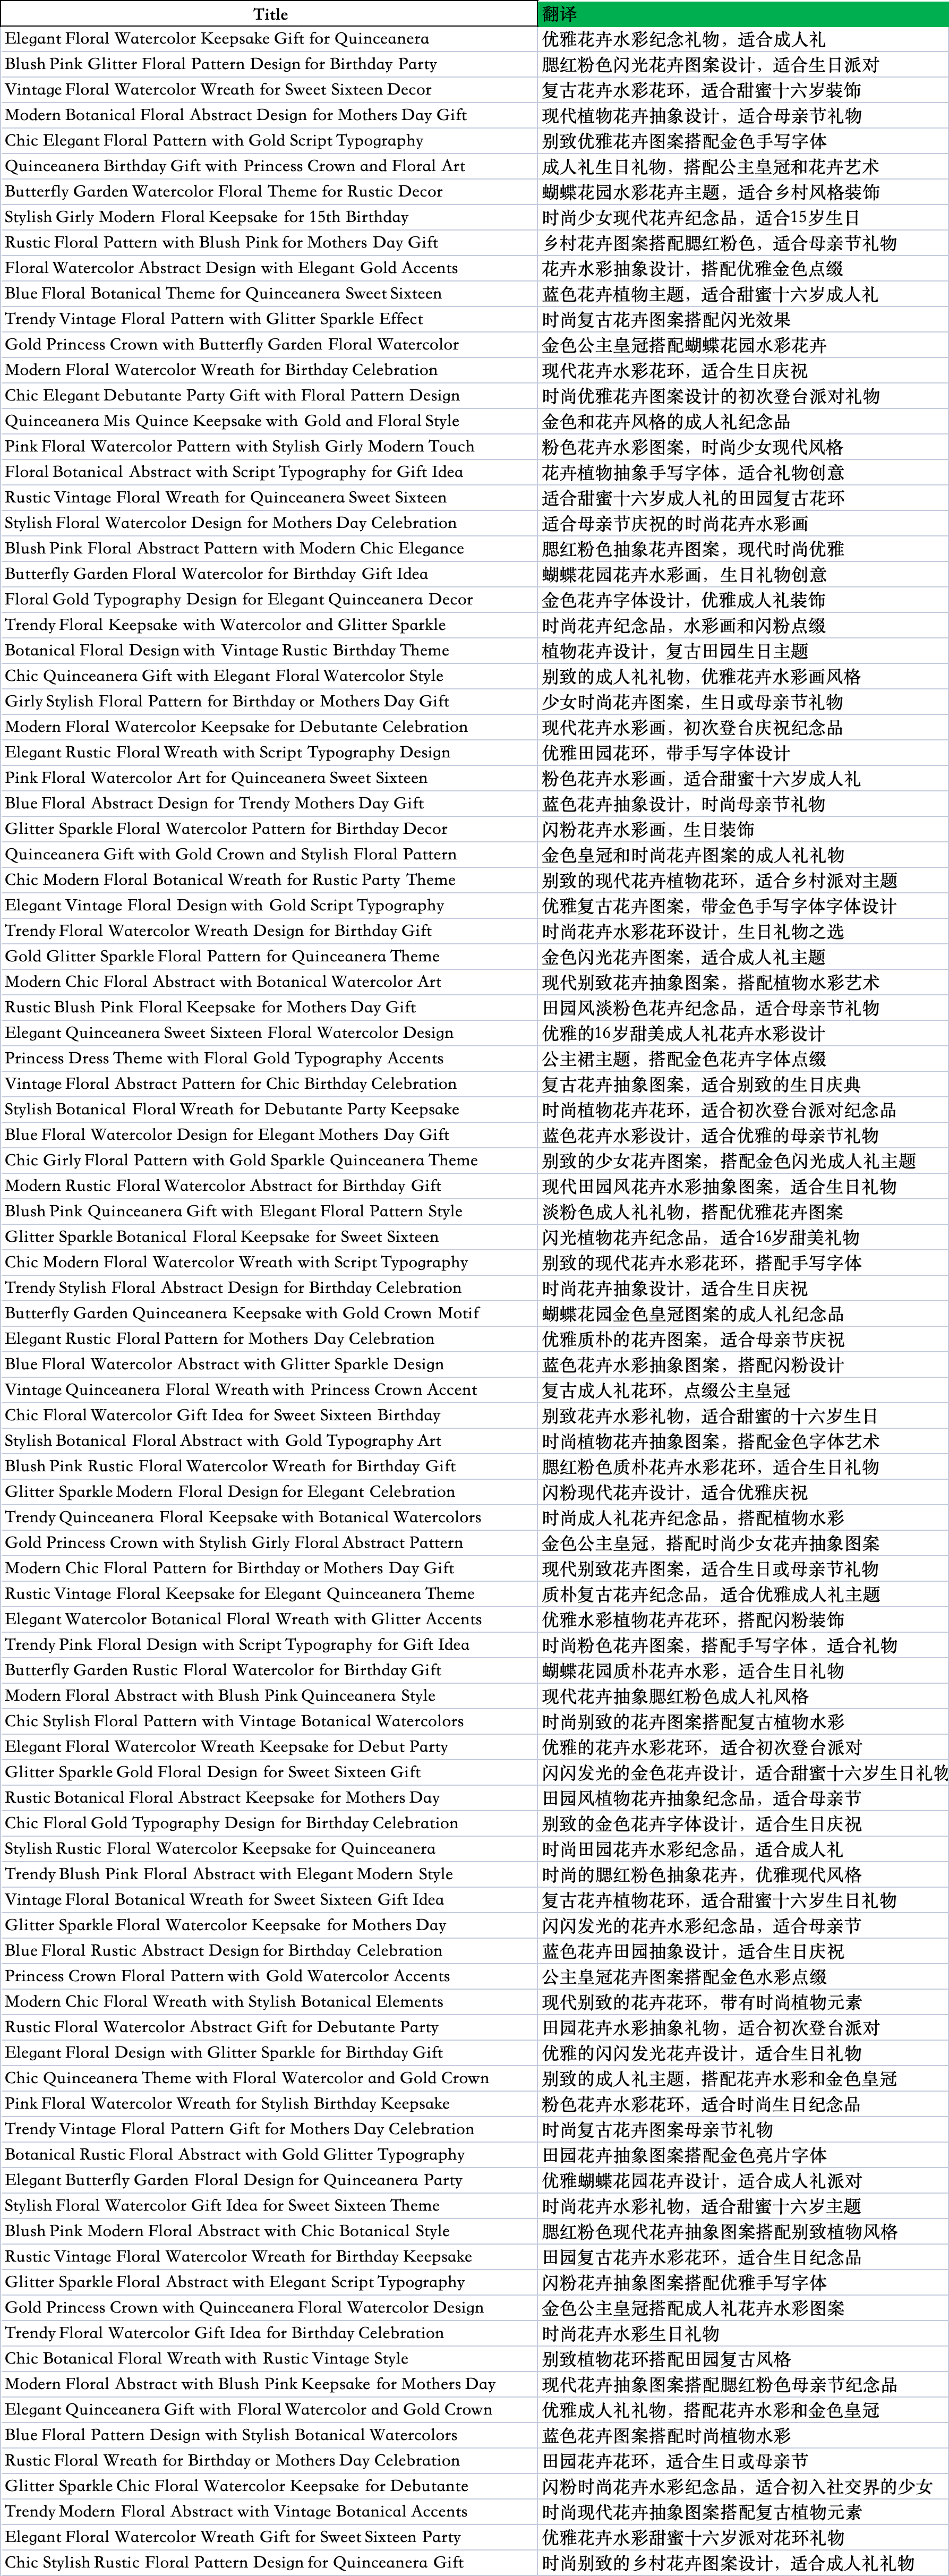 Title 翻译
Elegant Floral Watercolor Keepsake Gift for Quinceanera 优雅花卉水彩纪念礼物，适合成人礼
Blush Pink Glitter Floral Pattern Design for Birthday Party 腮红粉色闪光花卉图案设计，适合生日派对
Vintage Floral Watercolor Wreath for Sweet Sixteen Decor 复古花卉水彩花环，适合甜蜜十六岁装饰
Modern Botanical Floral Abstract Design for Mothers Day Gift 现代植物花卉抽象设计，适合母亲节礼物
Chic Elegant Floral Pattern with Gold Script Typography 别致优雅花卉图案搭配金色手写字体
Quinceanera Birthday Gift with Princess Crown and Floral Art 成人礼生日礼物，搭配公主皇冠和花卉艺术
Butterfly Garden Watercolor Floral Theme for Rustic Decor 蝴蝶花园水彩花卉主题，适合乡村风格装饰
Stylish Girly Modern Floral Keepsake for 15th Birthday 时尚少女现代花卉纪念品，适合15岁生日
Rustic Floral Pattern with Blush Pink for Mothers Day Gift 乡村花卉图案搭配腮红粉色，适合母亲节礼物
Floral Watercolor Abstract Design with Elegant Gold Accents 花卉水彩抽象设计，搭配优雅金色点缀
Blue Floral Botanical Theme for Quinceanera Sweet Sixteen 蓝色花卉植物主题，适合甜蜜十六岁成人礼
Trendy Vintage Floral Pattern with Glitter Sparkle Effect 时尚复古花卉图案搭配闪光效果
Gold Princess Crown with Butterfly Garden Floral Watercolor 金色公主皇冠搭配蝴蝶花园水彩花卉
Modern Floral Watercolor Wreath for Birthday Celebration 现代花卉水彩花环，适合生日庆祝
Chic Elegant Debutante Party Gift with Floral Pattern Design 时尚优雅花卉图案设计的初次登台派对礼物
Quinceanera Mis Quince Keepsake with Gold and Floral Style 金色和花卉风格的成人礼纪念品
Pink Floral Watercolor Pattern with Stylish Girly Modern Touch 粉色花卉水彩图案，时尚少女现代风格
Floral Botanical Abstract with Script Typography for Gift Idea 花卉植物抽象手写字体，适合礼物创意
Rustic Vintage Floral Wreath for Quinceanera Sweet Sixteen 适合甜蜜十六岁成人礼的田园复古花环
Stylish Floral Watercolor Design for Mothers Day Celebration 适合母亲节庆祝的时尚花卉水彩画
Blush Pink Floral Abstract Pattern with Modern Chic Elegance 腮红粉色抽象花卉图案，现代时尚优雅
Butterfly Garden Floral Watercolor for Birthday Gift Idea 蝴蝶花园花卉水彩画，生日礼物创意
Floral Gold Typography Design for Elegant Quinceanera Decor 金色花卉字体设计，优雅成人礼装饰
Trendy Floral Keepsake with Watercolor and Glitter Sparkle 时尚花卉纪念品，水彩画和闪粉点缀
Botanical Floral Design with Vintage Rustic Birthday Theme 植物花卉设计，复古田园生日主题
Chic Quinceanera Gift with Elegant Floral Watercolor Style 别致的成人礼礼物，优雅花卉水彩画风格
Girly Stylish Floral Pattern for Birthday or Mothers Day Gift 少女时尚花卉图案，生日或母亲节礼物
Modern Floral Watercolor Keepsake for Debutante Celebration 现代花卉水彩画，初次登台庆祝纪念品
Elegant Rustic Floral Wreath with Script Typography Design 优雅田园花环，带手写字体设计
Pink Floral Watercolor Art for Quinceanera Sweet Sixteen 粉色花卉水彩画，适合甜蜜十六岁成人礼
Blue Floral Abstract Design for Trendy Mothers Day Gift 蓝色花卉抽象设计，时尚母亲节礼物
Glitter Sparkle Floral Watercolor Pattern for Birthday Decor 闪粉花卉水彩画，生日装饰
Quinceanera Gift with Gold Crown and Stylish Floral Pattern 金色皇冠和时尚花卉图案的成人礼礼物
Chic Modern Floral Botanical Wreath for Rustic Party Theme 别致的现代花卉植物花环，适合乡村派对主题
Elegant Vintage Floral Design with Gold Script Typography 优雅复古花卉图案，带金色手写字体字体设计
Trendy Floral Watercolor Wreath Design for Birthday Gift 时尚花卉水彩花环设计，生日礼物之选
Gold Glitter Sparkle Floral Pattern for Quinceanera Theme 金色闪光花卉图案，适合成人礼主题
Modern Chic Floral Abstract with Botanical Watercolor Art 现代别致花卉抽象图案，搭配植物水彩艺术
Rustic Blush Pink Floral Keepsake for Mothers Day Gift 田园风淡粉色花卉纪念品，适合母亲节礼物
Elegant Quinceanera Sweet Sixteen Floral Watercolor Design 优雅的16岁甜美成人礼花卉水彩设计
Princess Dress Theme with Floral Gold Typography Accents 公主裙主题，搭配金色花卉字体点缀
Vintage Floral Abstract Pattern for Chic Birthday Celebration 复古花卉抽象图案，适合别致的生日庆典
Stylish Botanical Floral Wreath for Debutante Party Keepsake 时尚植物花卉花环，适合初次登台派对纪念品
Blue Floral Watercolor Design for Elegant Mothers Day Gift 蓝色花卉水彩设计，适合优雅的母亲节礼物
Chic Girly Floral Pattern with Gold Sparkle Quinceanera Theme 别致的少女花卉图案，搭配金色闪光成人礼主题
Modern Rustic Floral Watercolor Abstract for Birthday Gift 现代田园风花卉水彩抽象图案，适合生日礼物
Blush Pink Quinceanera Gift with Elegant Floral Pattern Style 淡粉色成人礼礼物，搭配优雅花卉图案
Glitter Sparkle Botanical Floral Keepsake for Sweet Sixteen 闪光植物花卉纪念品，适合16岁甜美礼物
Chic Modern Floral Watercolor Wreath with Script Typography 别致的现代花卉水彩花环，搭配手写字体
Trendy Stylish Floral Abstract Design for Birthday Celebration 时尚花卉抽象设计，适合生日庆祝
Butterfly Garden Quinceanera Keepsake with Gold Crown Motif 蝴蝶花园金色皇冠图案的成人礼纪念品
Elegant Rustic Floral Pattern for Mothers Day Celebration 优雅质朴的花卉图案，适合母亲节庆祝
Blue Floral Watercolor Abstract with Glitter Sparkle Design 蓝色花卉水彩抽象图案，搭配闪粉设计
Vintage Quinceanera Floral Wreath with Princess Crown Accent 复古成人礼花环，点缀公主皇冠
Chic Floral Watercolor Gift Idea for Sweet Sixteen Birthday 别致花卉水彩礼物，适合甜蜜的十六岁生日
Stylish Botanical Floral Abstract with Gold Typography Art 时尚植物花卉抽象图案，搭配金色字体艺术
Blush Pink Rustic Floral Watercolor Wreath for Birthday Gift 腮红粉色质朴花卉水彩花环，适合生日礼物
Glitter Sparkle Modern Floral Design for Elegant Celebration 闪粉现代花卉设计，适合优雅庆祝
Trendy Quinceanera Floral Keepsake with Botanical Watercolors 时尚成人礼花卉纪念品，搭配植物水彩
Gold Princess Crown with Stylish Girly Floral Abstract Pattern 金色公主皇冠，搭配时尚少女花卉抽象图案
Modern Chic Floral Pattern for Birthday or Mothers Day Gift 现代别致花卉图案，适合生日或母亲节礼物
Rustic Vintage Floral Keepsake for Elegant Quinceanera Theme 质朴复古花卉纪念品，适合优雅成人礼主题
Elegant Watercolor Botanical Floral Wreath with Glitter Accents 优雅水彩植物花卉花环，搭配闪粉装饰
Trendy Pink Floral Design with Script Typography for Gift Idea 时尚粉色花卉图案，搭配手写字体，适合礼物
Butterfly Garden Rustic Floral Watercolor for Birthday Gift 蝴蝶花园质朴花卉水彩，适合生日礼物
Modern Floral Abstract with Blush Pink Quinceanera Style 现代花卉抽象腮红粉色成人礼风格
Chic Stylish Floral Pattern with Vintage Botanical Watercolors 时尚别致的花卉图案搭配复古植物水彩
Elegant Floral Watercolor Wreath Keepsake for Debut Party 优雅的花卉水彩花环，适合初次登台派对
Glitter Sparkle Gold Floral Design for Sweet Sixteen Gift 闪闪发光的金色花卉设计，适合甜蜜十六岁生日礼物
Rustic Botanical Floral Abstract Keepsake for Mothers Day 田园风植物花卉抽象纪念品，适合母亲节
Chic Floral Gold Typography Design for Birthday Celebration 别致的金色花卉字体设计，适合生日庆祝
Stylish Rustic Floral Watercolor Keepsake for Quinceanera 时尚田园花卉水彩纪念品，适合成人礼
Trendy Blush Pink Floral Abstract with Elegant Modern Style 时尚的腮红粉色抽象花卉，优雅现代风格
Vintage Floral Botanical Wreath for Sweet Sixteen Gift Idea 复古花卉植物花环，适合甜蜜十六岁生日礼物
Glitter Sparkle Floral Watercolor Keepsake for Mothers Day 闪闪发光的花卉水彩纪念品，适合母亲节
Blue Floral Rustic Abstract Design for Birthday Celebration 蓝色花卉田园抽象设计，适合生日庆祝
Princess Crown Floral Pattern with Gold Watercolor Accents 公主皇冠花卉图案搭配金色水彩点缀
Modern Chic Floral Wreath with Stylish Botanical Elements 现代别致的花卉花环，带有时尚植物元素
Rustic Floral Watercolor Abstract Gift for Debutante Party 田园花卉水彩抽象礼物，适合初次登台派对
Elegant Floral Design with Glitter Sparkle for Birthday Gift 优雅的闪闪发光花卉设计，适合生日礼物
Chic Quinceanera Theme with Floral Watercolor and Gold Crown 别致的成人礼主题，搭配花卉水彩和金色皇冠
Pink Floral Watercolor Wreath for Stylish Birthday Keepsake 粉色花卉水彩花环，适合时尚生日纪念品
Trendy Vintage Floral Pattern Gift for Mothers Day Celebration 时尚复古花卉图案母亲节礼物
Botanical Rustic Floral Abstract with Gold Glitter Typography 田园花卉抽象图案搭配金色亮片字体
Elegant Butterfly Garden Floral Design for Quinceanera Party 优雅蝴蝶花园花卉设计，适合成人礼派对
Stylish Floral Watercolor Gift Idea for Sweet Sixteen Theme 时尚花卉水彩礼物，适合甜蜜十六岁主题
Blush Pink Modern Floral Abstract with Chic Botanical Style 腮红粉色现代花卉抽象图案搭配别致植物风格
Rustic Vintage Floral Watercolor Wreath for Birthday Keepsake 田园复古花卉水彩花环，适合生日纪念品
Glitter Sparkle Floral Abstract with Elegant Script Typography 闪粉花卉抽象图案搭配优雅手写字体
Gold Princess Crown with Quinceanera Floral Watercolor Design 金色公主皇冠搭配成人礼花卉水彩图案
Trendy Floral Watercolor Gift Idea for Birthday Celebration 时尚花卉水彩生日礼物
Chic Botanical Floral Wreath with Rustic Vintage Style 别致植物花环搭配田园复古风格
Modern Floral Abstract with Blush Pink Keepsake for Mothers Day 现代花卉抽象图案搭配腮红粉色母亲节纪念品
Elegant Quinceanera Gift with Floral Watercolor and Gold Crown 优雅成人礼礼物，搭配花卉水彩和金色皇冠
Blue Floral Pattern Design with Stylish Botanical Watercolors 蓝色花卉图案搭配时尚植物水彩
Rustic Floral Wreath for Birthday or Mothers Day Celebration 田园花卉花环，适合生日或母亲节
Glitter Sparkle Chic Floral Watercolor Keepsake for Debutante 闪粉时尚花卉水彩纪念品，适合初入社交界的少女
Trendy Modern Floral Abstract with Vintage Botanical Accents 时尚现代花卉抽象图案搭配复古植物元素
Elegant Floral Watercolor Wreath Gift for Sweet Sixteen Party 优雅花卉水彩甜蜜十六岁派对花环礼物
Chic Stylish Rustic Floral Pattern Design for Quinceanera Gift 时尚别致的乡村花卉图案设计，适合成人礼礼物